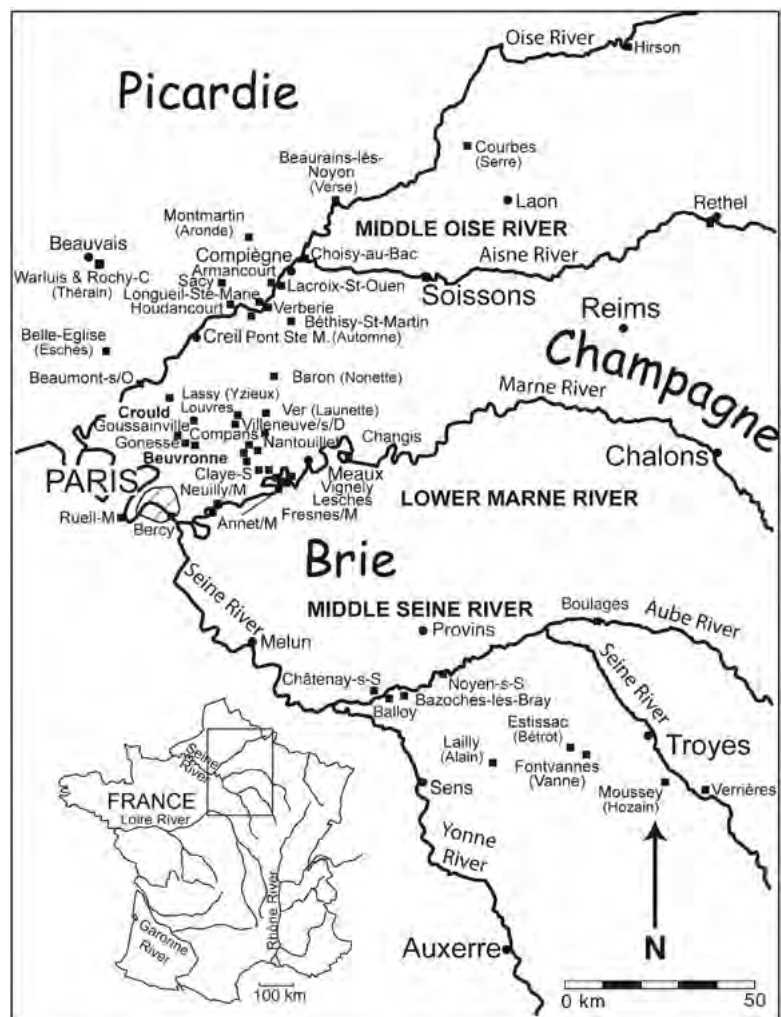 Oise River
Hirson
Picardie
Courbes
(Serre)
Beaurains-lès-
Noyon
(Verse)
Laon
Rethel
Montmartin
(Aronde)
MIDDLE OISE RIVER
Beauvais
Compiègne
Choisy-au-Bac
Aisne River
Warluis & Rochy-C
(Thérain)
Armancourt
Sacy
Lacroix-St-Ouen
Soissons
Longueil-Ste-Marie
Houdancourt
Verberie
Reims
Belle-Eglise
(Esches)
Béthisy-St-Martin
Creil
Pont Ste M.
(Automne)
Champagne
Beaumont-s/O
Baron (Nonette)
Marne River
Lassy (Yzieux)
Crould
Louvres
Ver (Launette)
Goussainville
Villeneuve/s/D
Changis
Gonesse
Compans
Nantouillet
Beuvronne
Chalons
PARIS
Claye-S
Meaux
Neuilly/M
Vignely
Lesches
LOWER MARNE RIVER
Rueil-M
Bercy
Annet/M
Fresnes/M
Brie
Seine River
MIDDLE SEINE RIVER
Boulages
Aube River
Melun
Provins
Châtenay-s-S
Noyen-s-S
Bazoches-lès-Bray
Balloy
Seine River
Estissac
(Bétrot)
Lailly
(Alain)
Troyes
Fontvannes
(Vanne)
Sens
Moussey
(Hozain)
Verrières
Seine
River
FRANCE
Loire River
Yonne
River
Rhône River
Garonne
River
Auxerre
N
100 km
0 km
50